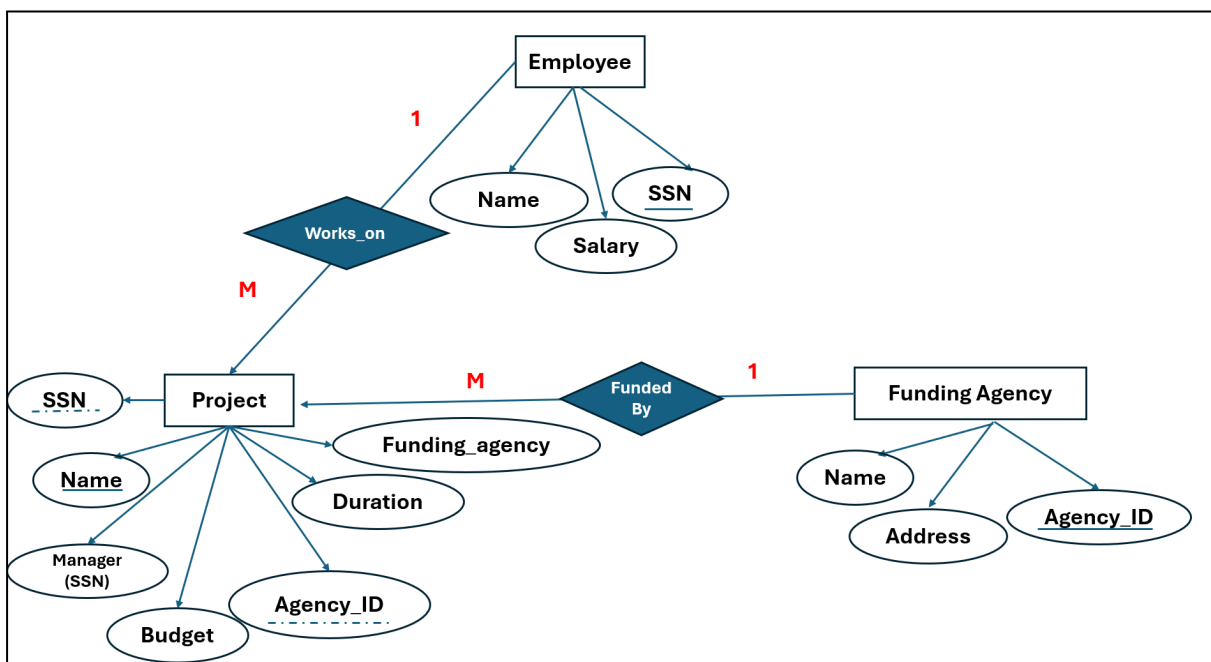 Employee
1
Name
SSN
Salary
Works_on
M
SSN
Project
M
Funded
By
1
Funding Agency
Funding_agency
Name
Duration
Manager
(SSN)
Budget
Agency_ID
Name
Address
Agency_ID